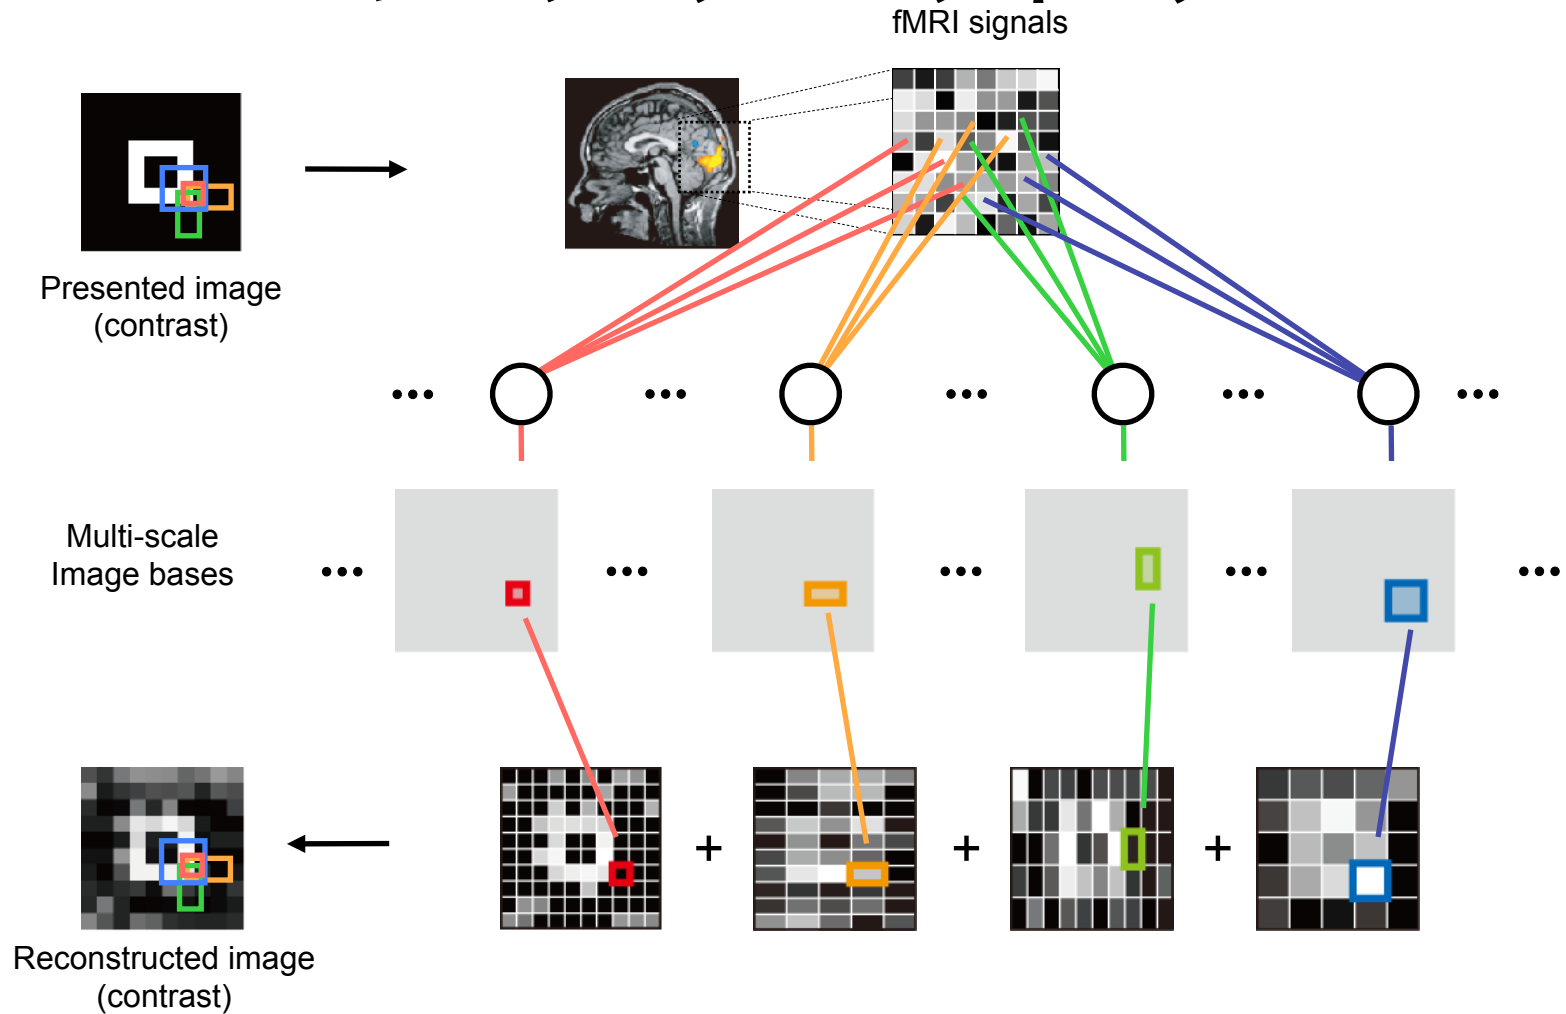 fMRI signals
Presented image
(contrast)
Multi-scale
Image bases
+ + +
Reconstructed image
(contrast)